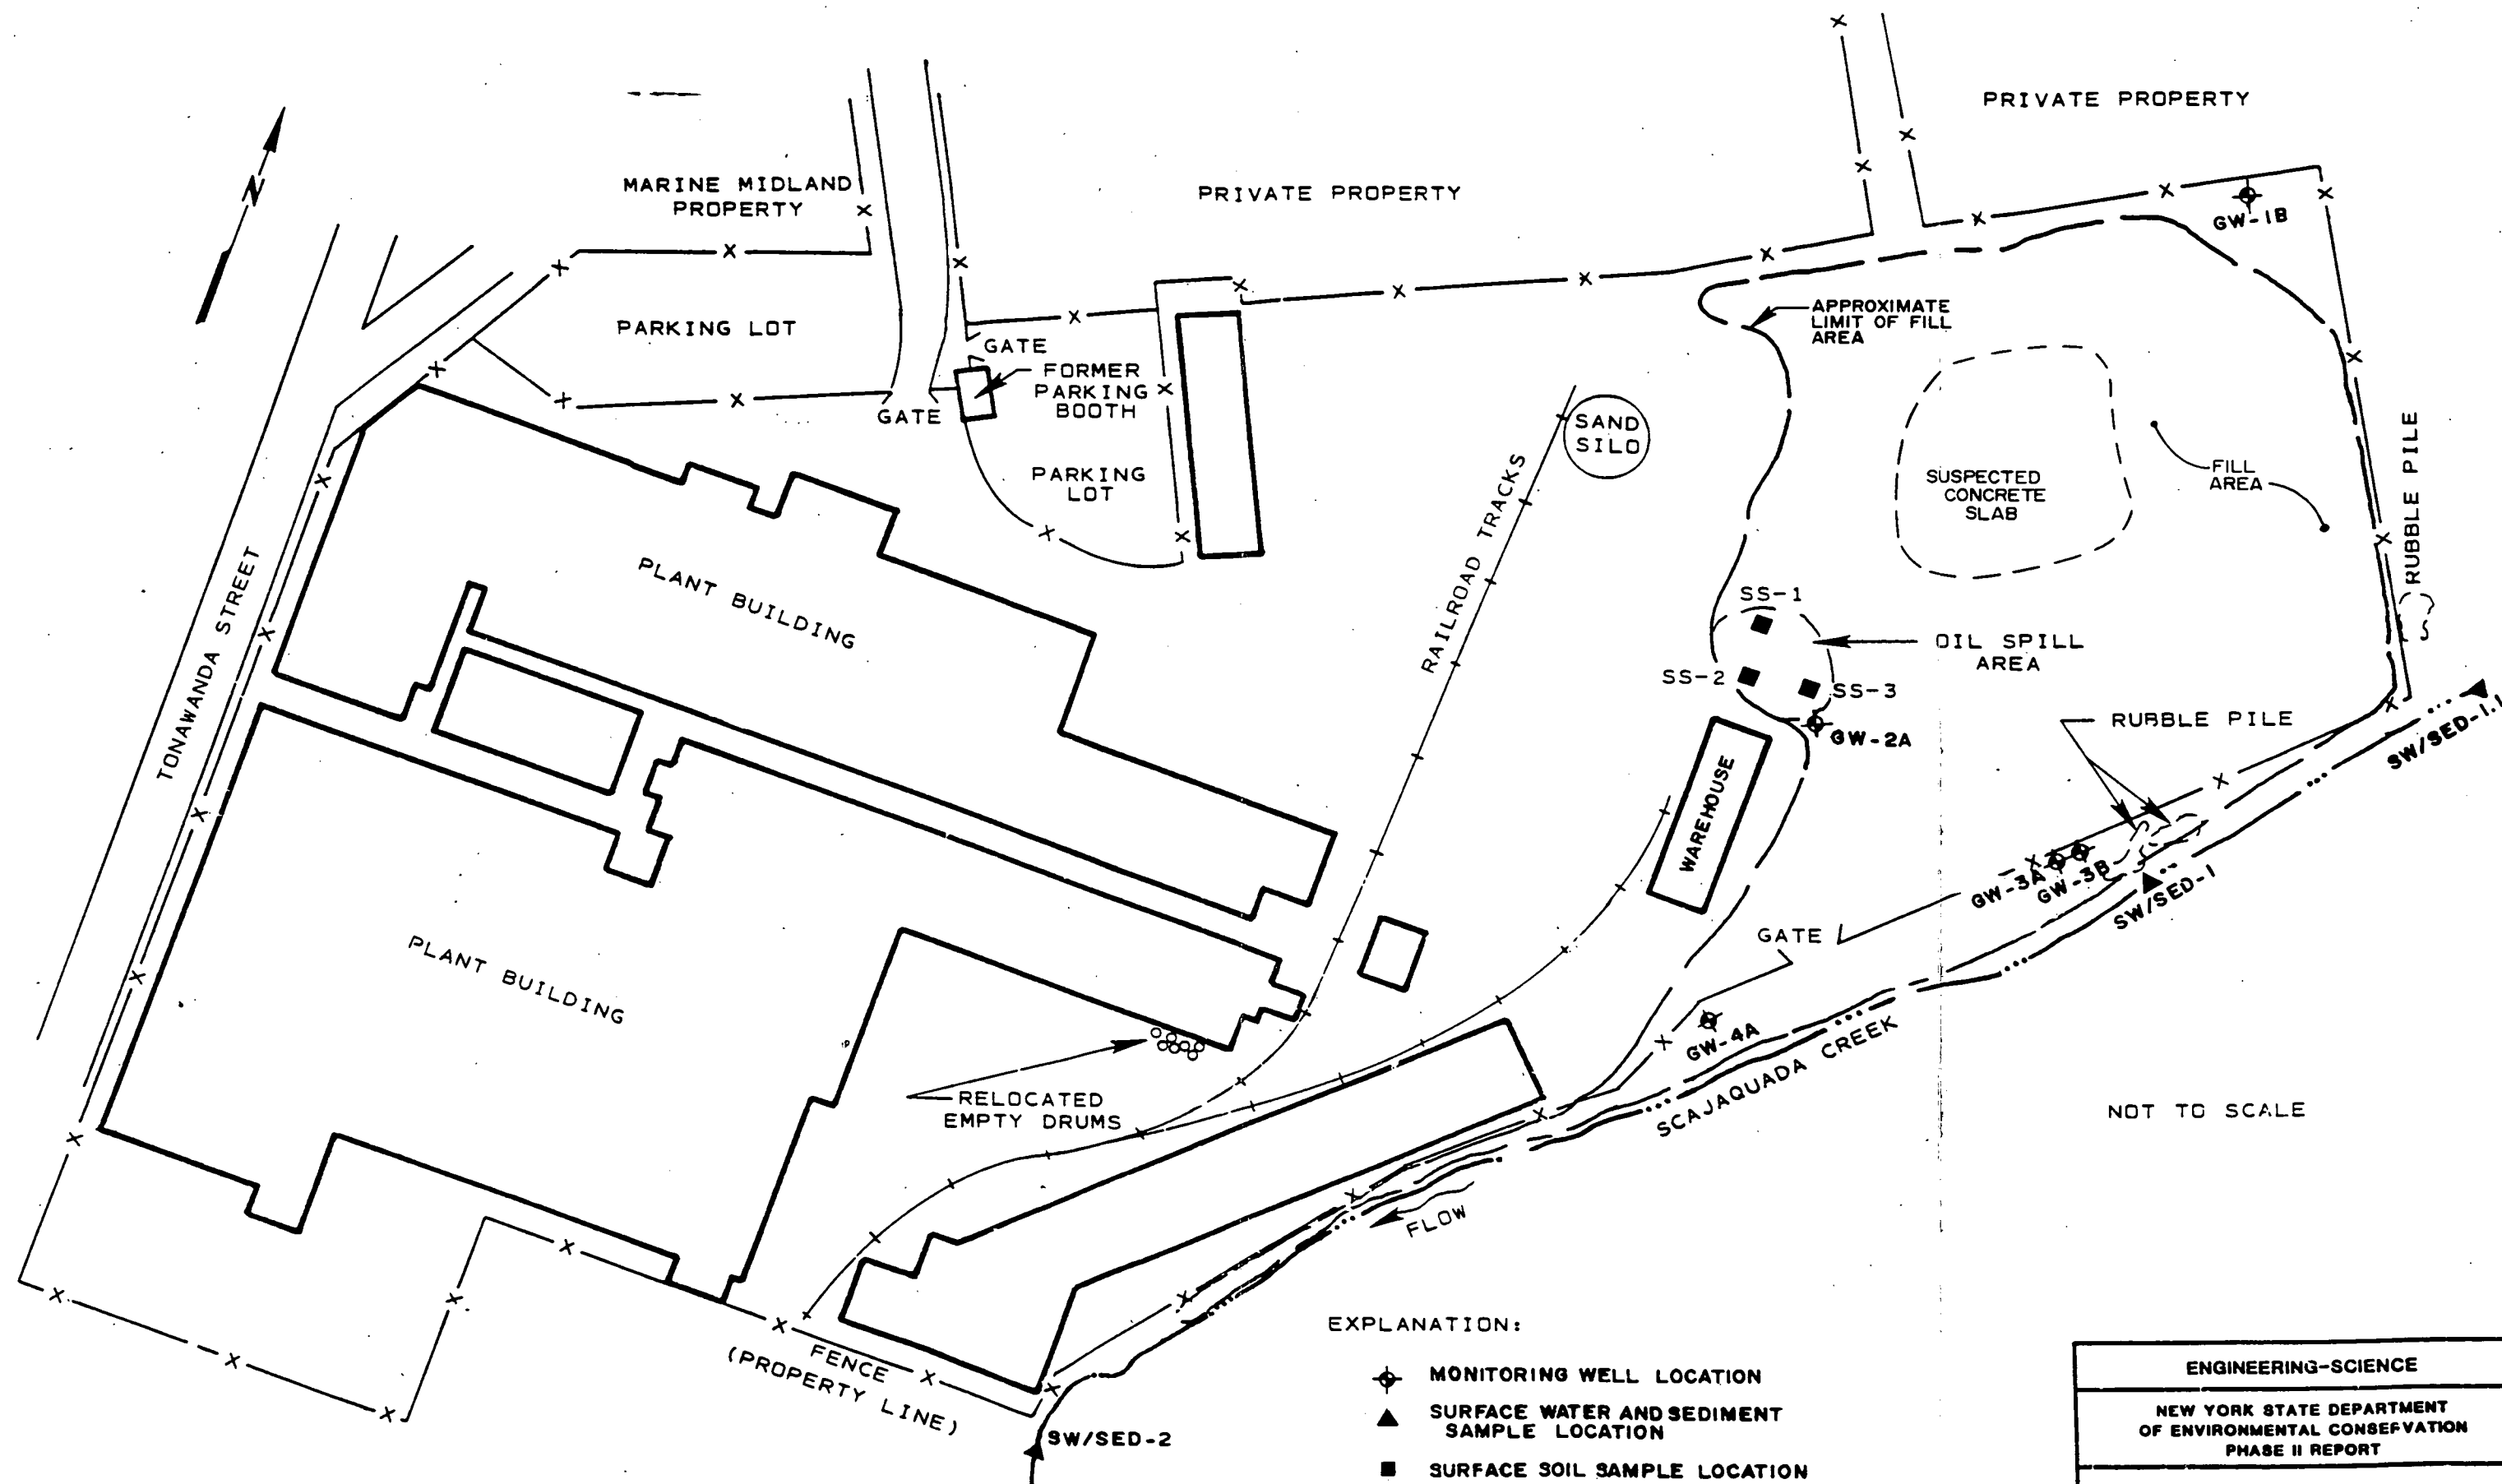 PRIVATE PROPERTY
N
MARINE MIDLAND
PROPERTY
PRIVATE PROPERTY
GW-1B
PARKING LOT
APPROXIMATE
LIMIT OF FILL
AREA
GATE
FORMER
PARKING
BOOTH
GATE
SAND
SILO
PARKING
LOT
RAILROAD TRACKS
SUSPECTED
CONCRETE
SLAB
FILL
AREA
RUBBLE PILE
TONAWANDA STREET
PLANT BUILDING
SS-1
OIL SPILL
AREA
SS-2
SS-3
GW-2A
RUBBLE PILE
SW/SED-1.1
WAREHOUSE
GW-3A
GW-3B
SW/SED-1
GATE
PLANT BUILDING
GW-4A
SCAJAQUADA CREEK
RELOCATED
EMPTY DRUMS
NOT TO SCALE
FLOW
FENCE
(PROPERTY LINE)
SW/SED-2
EXPLANATION:
MONITORING WELL LOCATION
SURFACE WATER AND SEDIMENT
SAMPLE LOCATION
SURFACE SOIL SAMPLE LOCATION
ENGINEERING-SCIENCE
NEW YORK STATE DEPARTMENT
OF ENVIRONMENTAL CONSERVATION
PHASE II REPORT